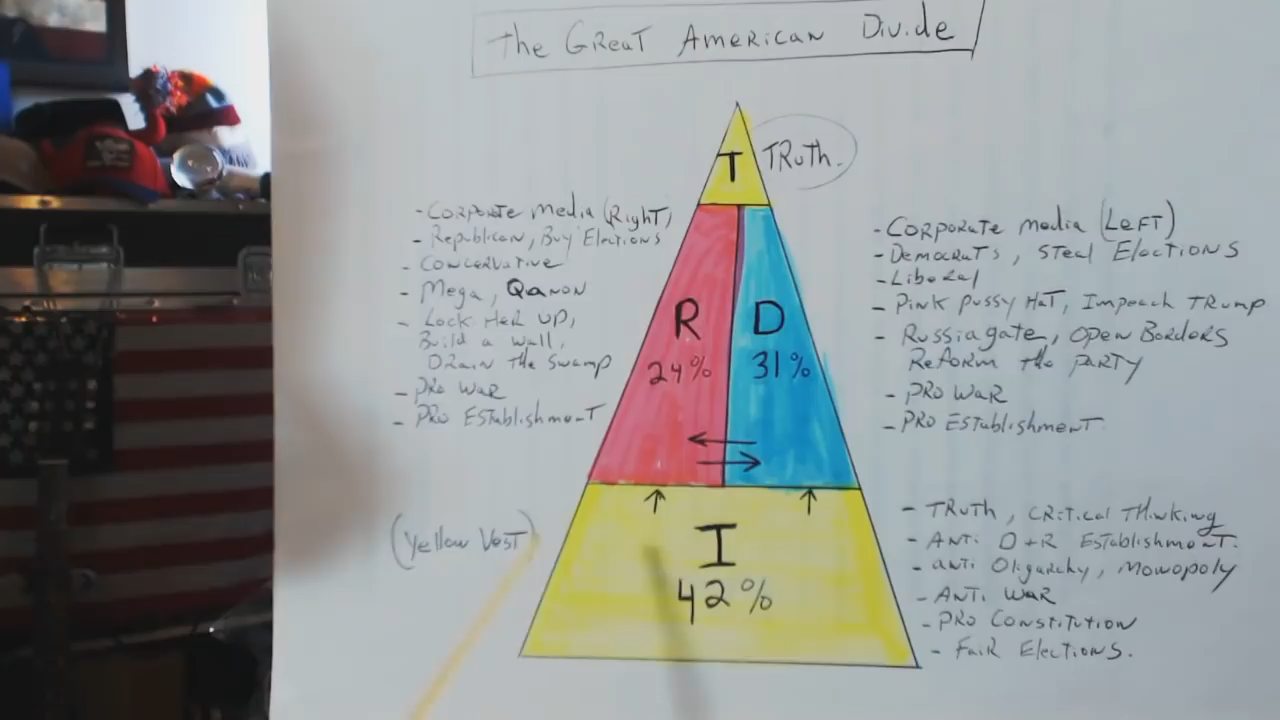 The Great American Divide
T Truth.
- Corporate media (Right)
- Republican, Buy Elections
- Concervative
- Mega, Qanon
- Lock Her up,
Build a wall,
Drain the swamp
- Pro War
- Pro Establishment
- Corporate media (Left)
- Democrats, Steal Elections
- Liberal
- Pink Pussy Hat, Impeach Trump
- Russiagate, Open Borders
Reform the Party
- Pro War
- Pro Establishment.
R
24%
D
31%
(Yellow Vest)
I
42%
- Truth, Critical Thinking
- Anti D+R Establishment.
- anti Oligarchy, Monopoly
- Anti War
- Pro Constitution
- Fair Elections.